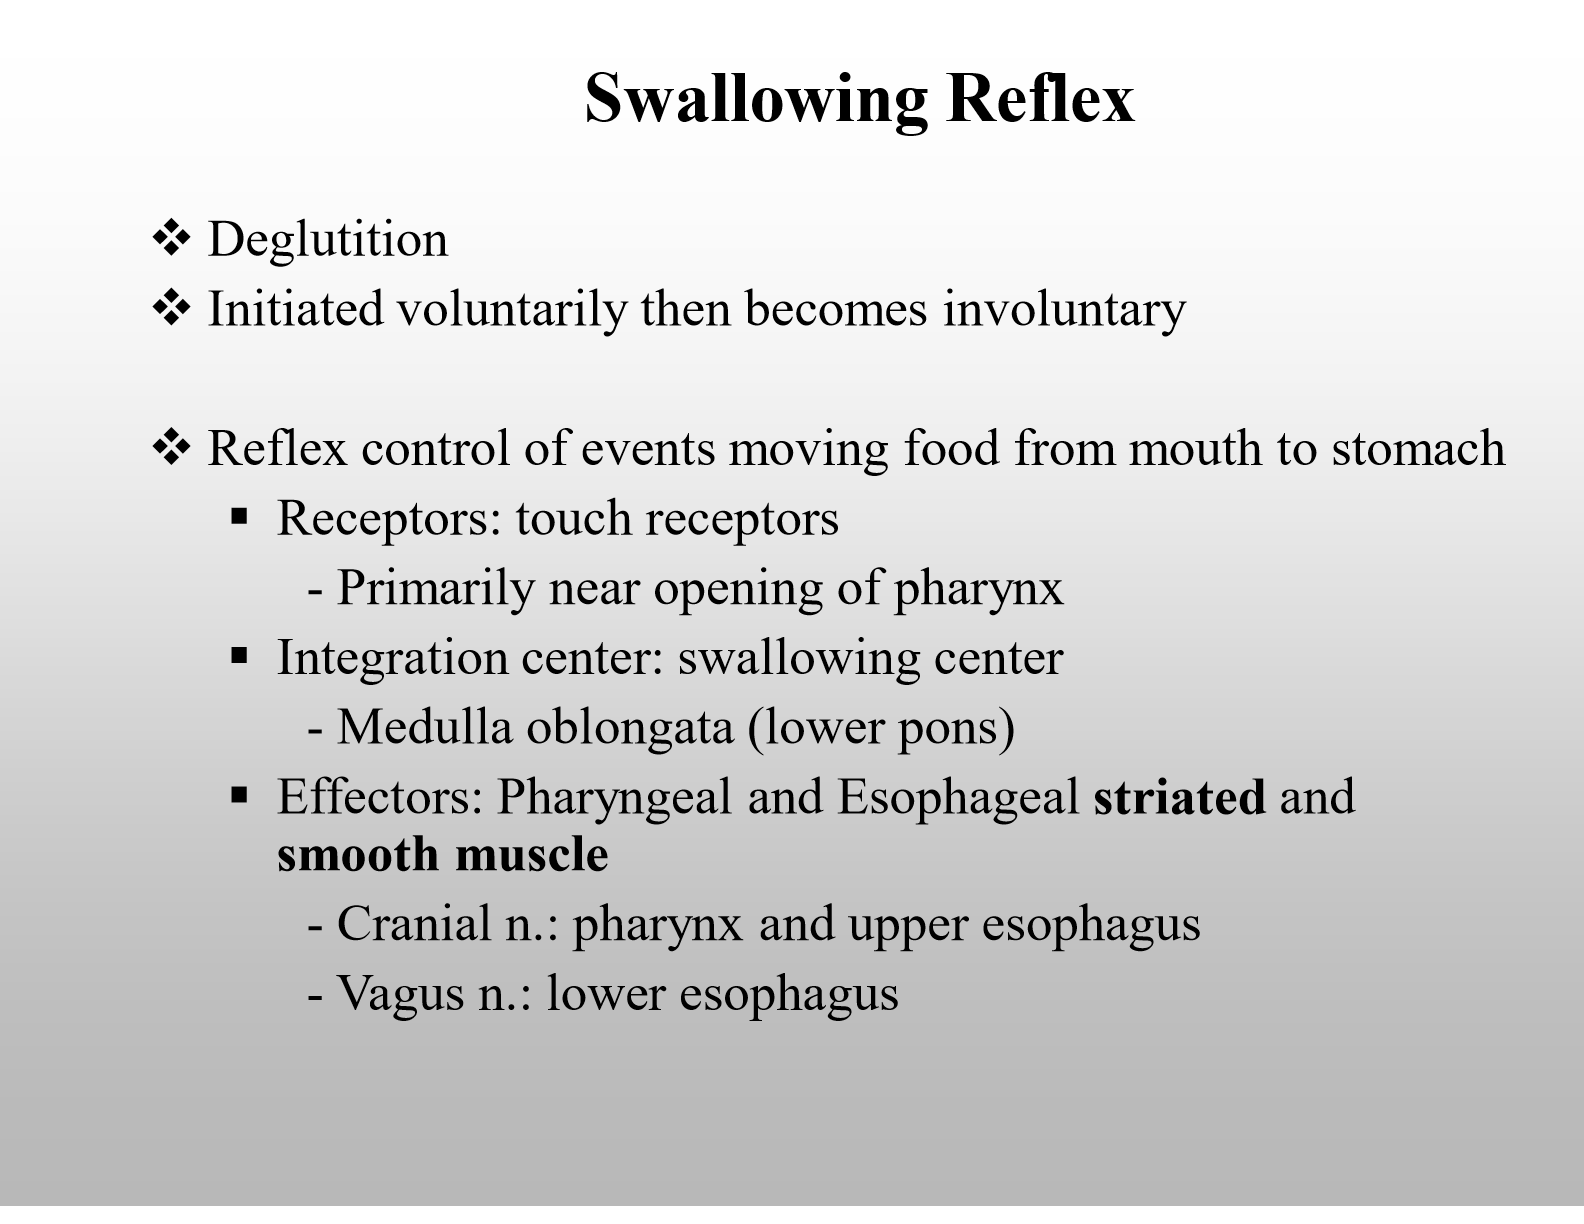 Swallowing Reflex
❖ Deglutition
❖ Initiated voluntarily then becomes involuntary
❖ Reflex control of events moving food from mouth to stomach
▪ Receptors: touch receptors
- Primarily near opening of pharynx
▪ Integration center: swallowing center
- Medulla oblongata (lower pons)
▪ Effectors: Pharyngeal and Esophageal striated and
smooth muscle
- Cranial n.: pharynx and upper esophagus
- Vagus n.: lower esophagus